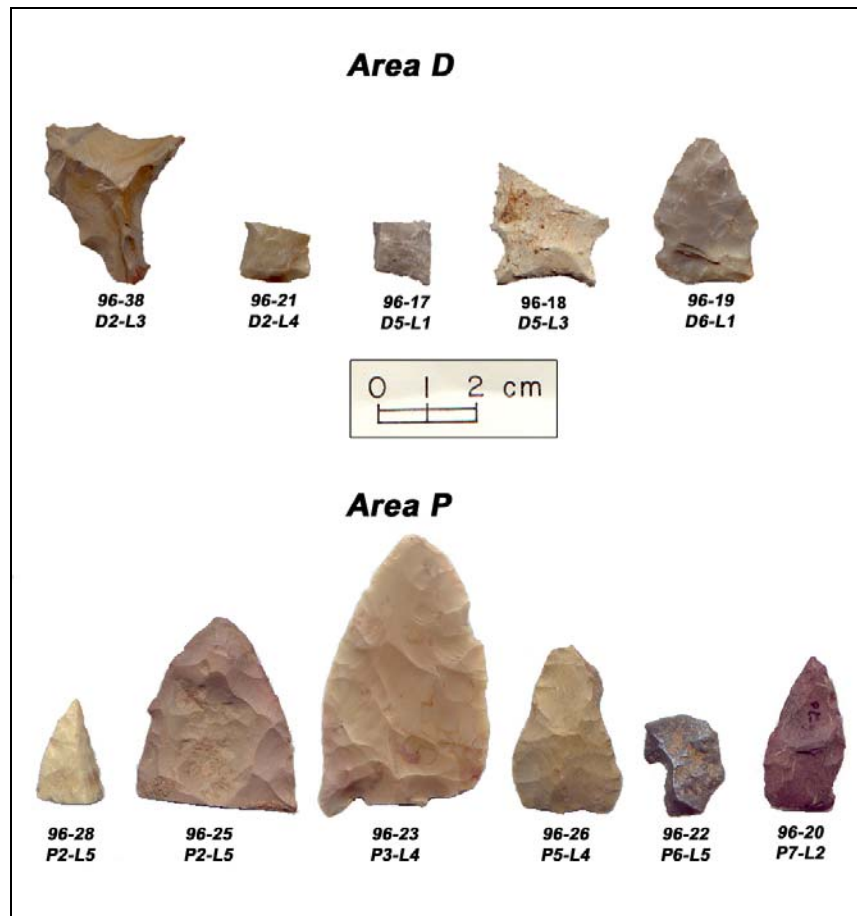 Area D
96-38 96-21 96-17 96-18 96-19
D2-L3 D2-L4 D5-L1 D5-L3 D6-L1
0 1 2 cm
Area P
96-28 96-25 96-23 96-26 96-22 96-20
P2-L5 P2-L5 P3-L4 P5-L4 P6-L5 P7-L2